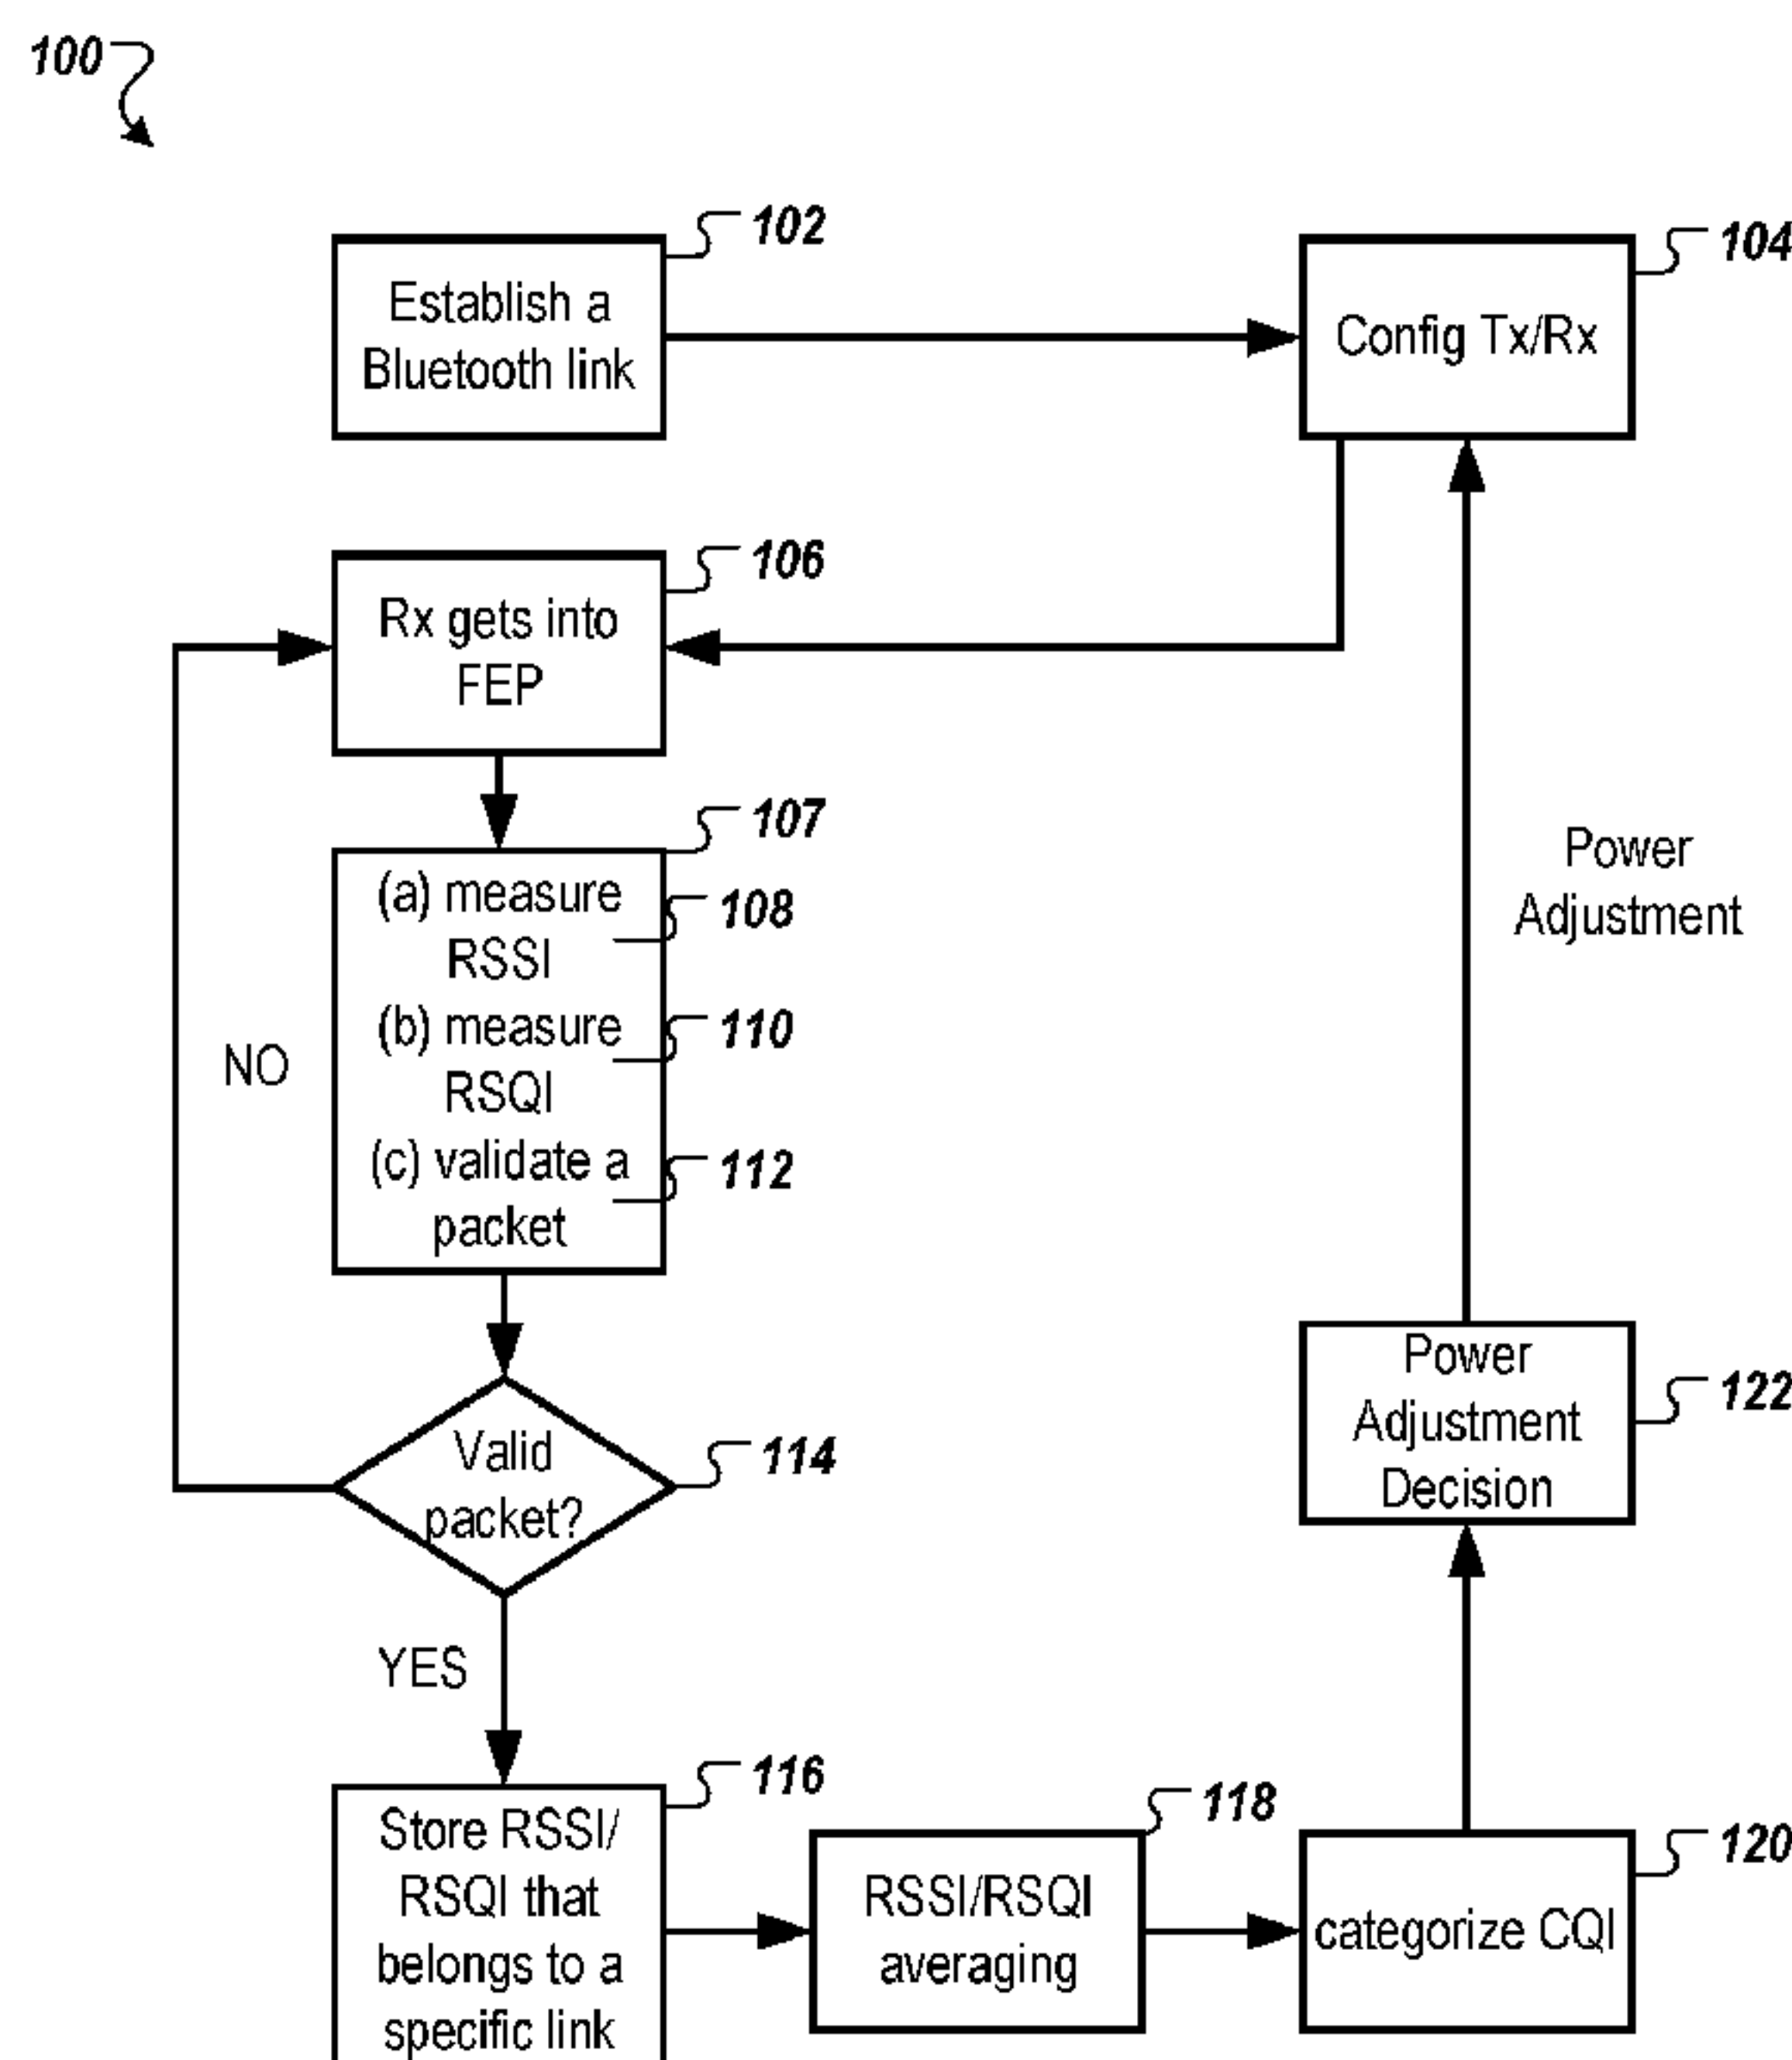 100
102
Establish a
Bluetooth link
104
Config Tx/Rx
106
Rx gets into
FEP
107
(a) measure
RSSI
108
(b) measure
RSQI
110
(c) validate a
packet
112
NO
Power
Adjustment
Valid
packet?
114
Power
Adjustment
Decision
122
YES
116
Store RSSI/
RSQI that
belongs to a
specific link
118
RSSI/RSQI
averaging
120
categorize CQI